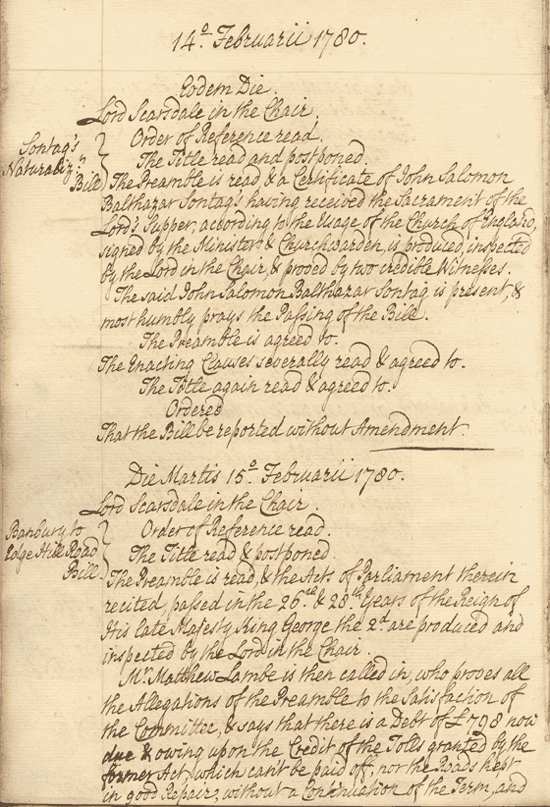 14.º Februarii 1780.
Eodem Die.
Lord Scarsdale in the Chair.
Sontag's
Naturaliz.ⁿ
Bill
Order of Reference read.
The Title read and postponed.
The Preamble is read & a Certificate of John Salomon
Balthazar Sontag's having received the Sacrament of the
Lord's Supper, according to the Usage of the Church of England,
signed by the Minister & Churchwarden, is produced, inspected
by the Lord in the Chair, & proved by two credible Witnesses.
The said John Salomon Balthazar Sontag is present, &
most humbly prays the Passing of the Bill.
The Preamble is agreed to.
The Enacting Clauses severally read & agreed to.
The Title again read & agreed to.
Ordered
That the Bill be reported without Amendment.
Die Martis 15.º Februarii 1780.
Lord Scarsdale in the Chair.
Banbury to
Edge Hill Road
Bill.
Order of Reference read.
The Title read & postponed.
The Preamble is read, & the Acts of Parliament therein
recited, passed in the 26.th & 28.th Years of the Reign of
His late Majesty King George the 2.d are produced and
inspected by the Lord in the Chair.
Mr. Matthew Lambe is then called in, who proves all
the Allegations of the Preamble to the Satisfaction of
the Committee, & says that there is a Debt of £798 now
due & owing upon the Credit of the Tolls granted by the
former Act, which can't be paid off, nor the Roads kept
in good Repair, without a Continuation of the Term, and